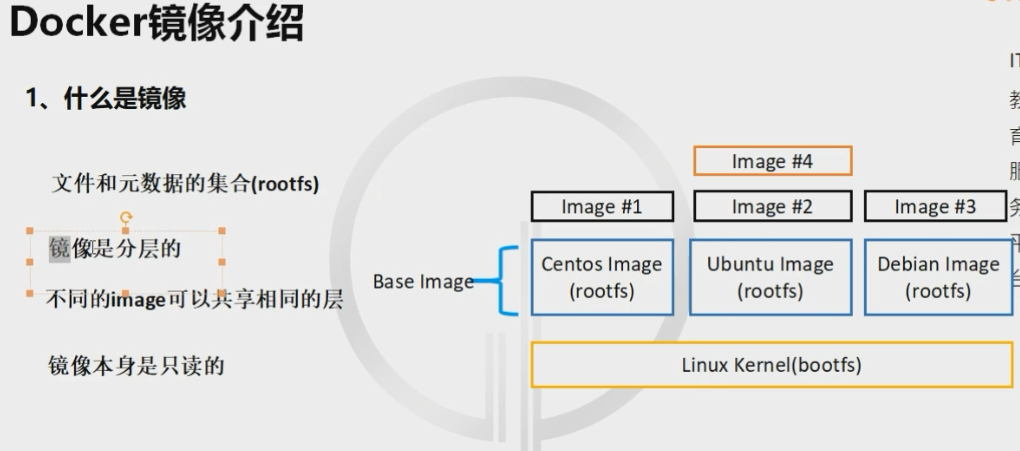 Docker镜像介绍
1、什么是镜像
文件和元数据的集合(rootfs)
镜像是分层的
不同的image可以共享相同的层
镜像本身是只读的
Image #4
Image #1
Image #2
Image #3
Base Image
Centos Image
(rootfs)
Ubuntu Image
(rootfs)
Debian Image
(rootfs)
Linux Kernel(bootfs)
IT
教
育
服
务
平
台